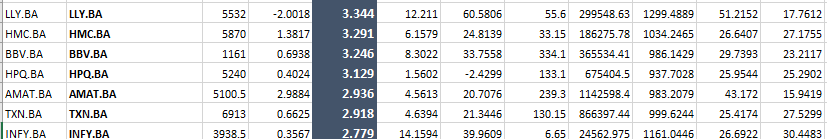 LLY.BA LLY.BA 5532 -2.0018 3.344 12.211 60.5806 55.6 299548.63 1299.4889 51.2152 17.7612
HMC.BA HMC.BA 5870 1.3817 3.291 6.1579 24.8139 33.15 186275.78 1034.2465 26.6407 27.1755
BBV.BA BBV.BA 1161 0.6938 3.246 8.3022 33.7558 334.1 365534.41 986.1429 29.7393 23.2117
HPQ.BA HPQ.BA 5240 0.4024 3.129 1.5602 -2.4299 133.1 675404.5 937.7028 25.9544 25.2902
AMAT.BA AMAT.BA 5100.5 2.9884 2.936 4.5613 20.7076 239.3 1142598.4 983.2079 43.172 15.9419
TXN.BA TXN.BA 6913 0.6625 2.918 4.6394 21.3446 130.15 866397.44 999.6244 25.4174 27.5299
INFY.BA INFY.BA 3938.5 0.3567 2.779 14.1594 39.9609 6.65 24562.975 1161.0446 26.6922 30.4483